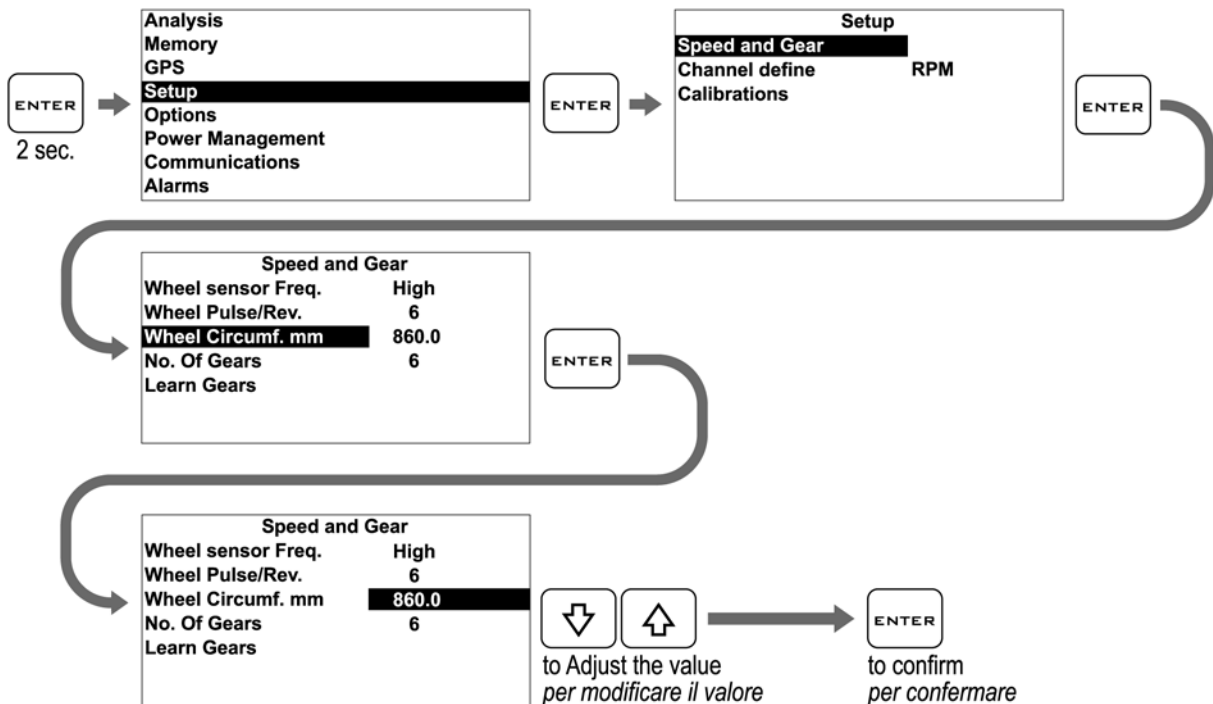 ENTER
2 sec.
Analysis
Memory
GPS
Setup
Options
Power Management
Communications
Alarms
ENTER
Setup
Speed and Gear
Channel define RPM
Calibrations
ENTER
Speed and Gear
Wheel sensor Freq. High
Wheel Pulse/Rev. 6
Wheel Circumf. mm 860.0
No. Of Gears 6
Learn Gears
ENTER
Speed and Gear
Wheel sensor Freq. High
Wheel Pulse/Rev. 6
Wheel Circumf. mm 860.0
No. Of Gears 6
Learn Gears
to Adjust the value
per modificare il valore
ENTER
to confirm
per confermare